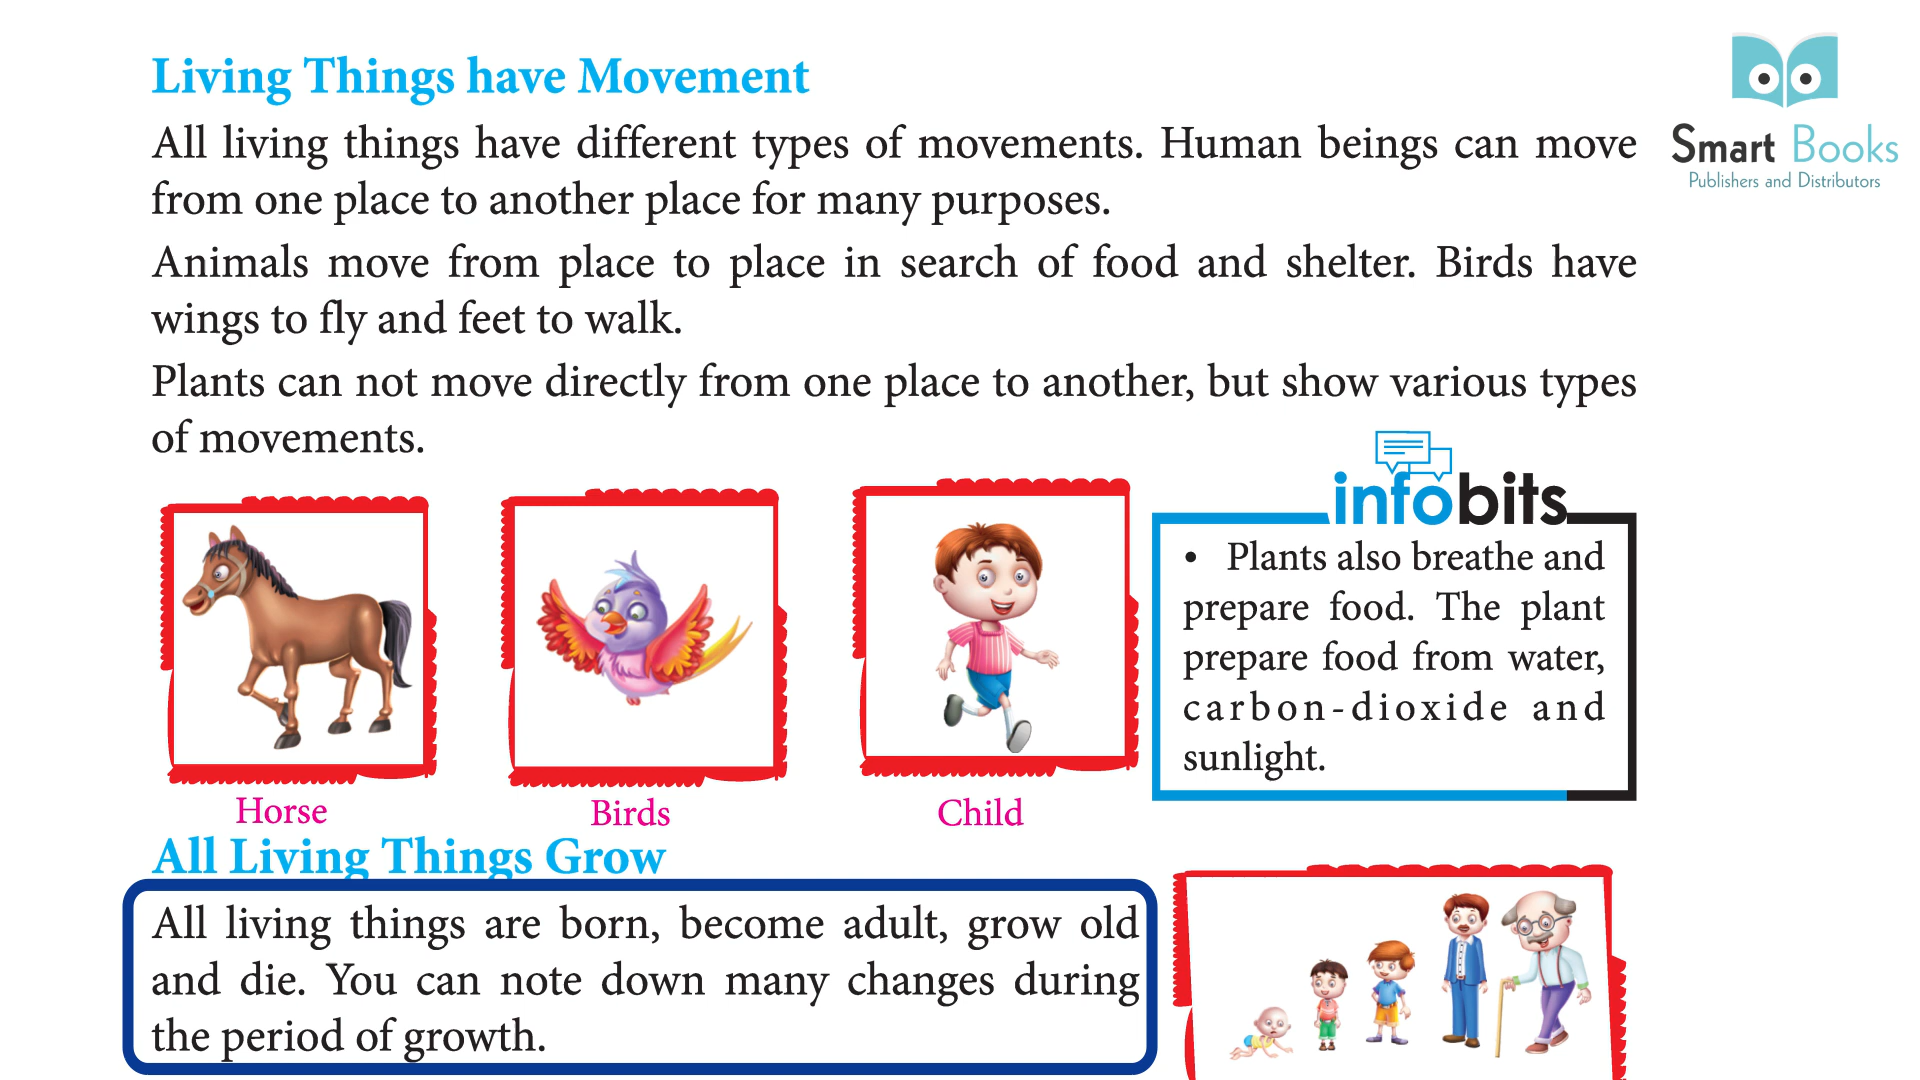 Living Things have Movement
All living things have different types of movements. Human beings can move
from one place to another place for many purposes.
Animals move from place to place in search of food and shelter. Birds have
wings to fly and feet to walk.
Plants can not move directly from one place to another, but show various types
of movements.
Smart Books
Publishers and Distributors
Horse
Birds
Child
infobits
• Plants also breathe and
prepare food. The plant
prepare food from water,
carbon-dioxide and
sunlight.
All Living Things Grow
All living things are born, become adult, grow old
and die. You can note down many changes during
the period of growth.